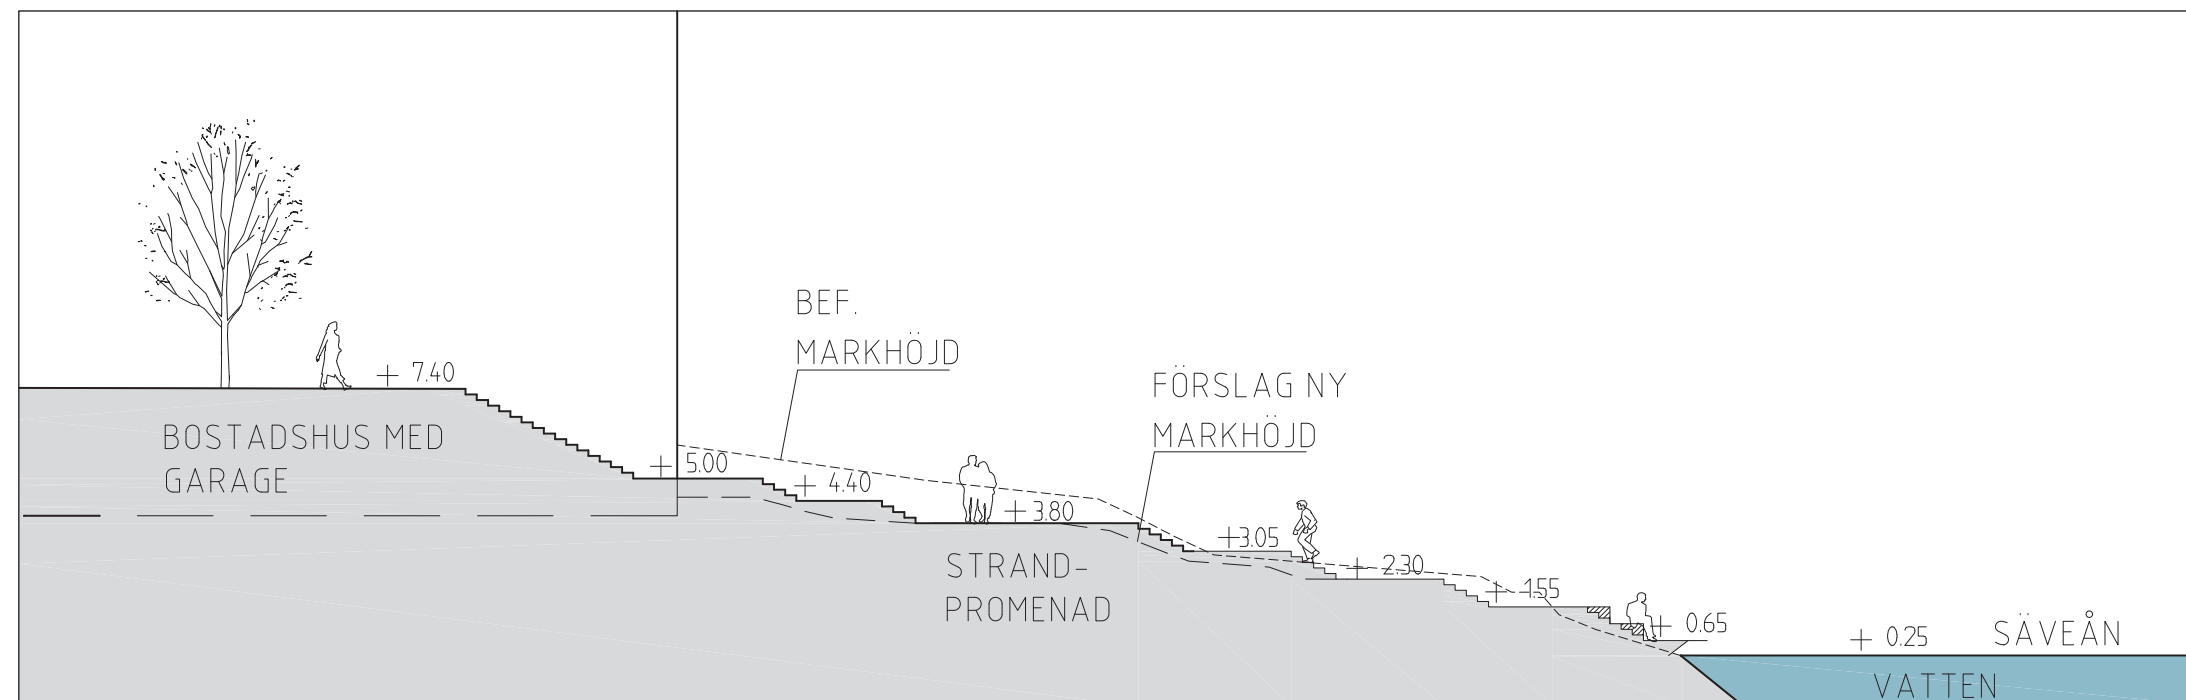 BEF.
MARKHÖJD
+ 7.40
FÖRSLAG NY
MARKHÖJD
BOSTADSHUS MED
GARAGE
+ 5.00
+ 4.40
+ 3.80
+3.05
+ 2.30
+ 1.55
STRAND-
PROMENAD
+ 0.65
+ 0.25
SÄVEÅN
VATTEN